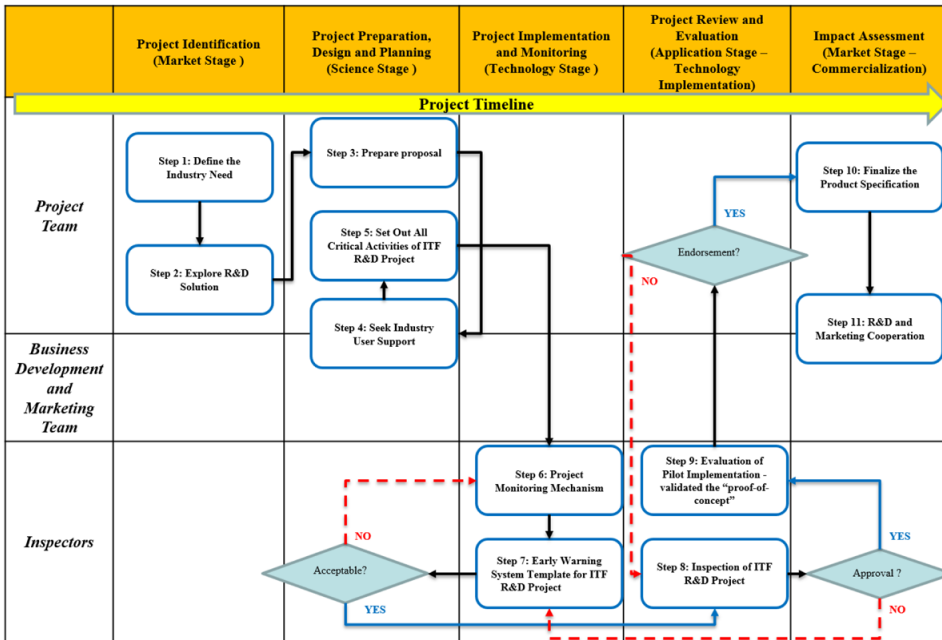 Project Identification
(Market Stage )
Project Preparation,
Design and Planning
(Science Stage )
Project Implementation
and Monitoring
(Technology Stage )
Project Review and
Evaluation
(Application Stage –
Technology
Implementation)
Impact Assessment
(Market Stage –
Commercialization)
Project Timeline
Project
Team
Step 1: Define the
Industry Need
Step 2: Explore R&D
Solution
Step 3: Prepare proposal
Step 5: Set Out All
Critical Activities of ITF
R&D Project
Step 4: Seek Industry
User Support
Endorsement?
YES
NO
Step 10: Finalize the
Product Specification
Step 11: R&D and
Marketing Cooperation
Business
Development
and
Marketing
Team
Inspectors
Step 6: Project
Monitoring Mechanism
Step 7: Early Warning
System Template for ITF
R&D Project
Acceptable?
NO
YES
Step 9: Evaluation of
Pilot Implementation -
validated the “proof-of-
concept”
Step 8: Inspection of ITF
R&D Project
Approval ?
YES
NO